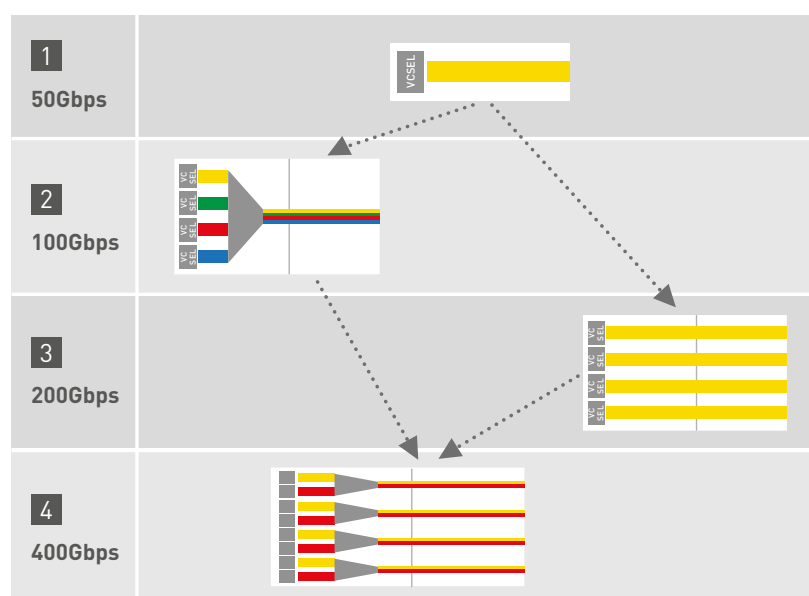 1
50Gbps
VCSEL
2
100Gbps
VC
SEL
VC
SEL
VC
SEL
VC
SEL
3
200Gbps
VC
SEL
VC
SEL
VC
SEL
VC
SEL
4
400Gbps